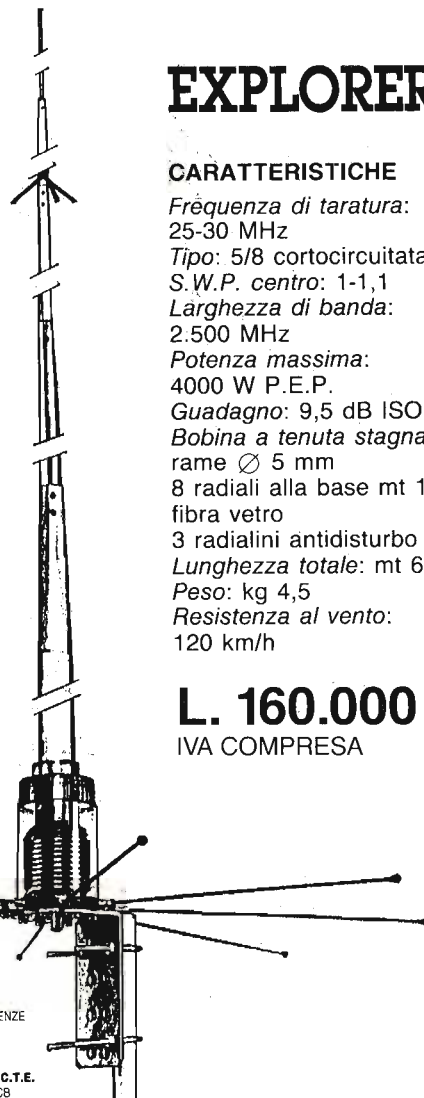 EXPLORER
CARATTERISTICHE
Frequenza di taratura:
25-30 MHz
Tipo: 5/8 cortocircuitata
S.W.P. centro: 1-1,1
Larghezza di banda:
2.500 MHz
Potenza massima:
4000 W P.E.P.
Guadagno: 9,5 dB ISO
Bobina a tenuta stagna
rame ∅ 5 mm
8 radiali alla base mt 1
fibra vetro
3 radialini antidisturbo
Lunghezza totale: mt 6
Peso: kg 4,5
Resistenza al vento:
120 km/h
L. 160.000
IVA COMPRESA
ENZE
C.T.E.
C8